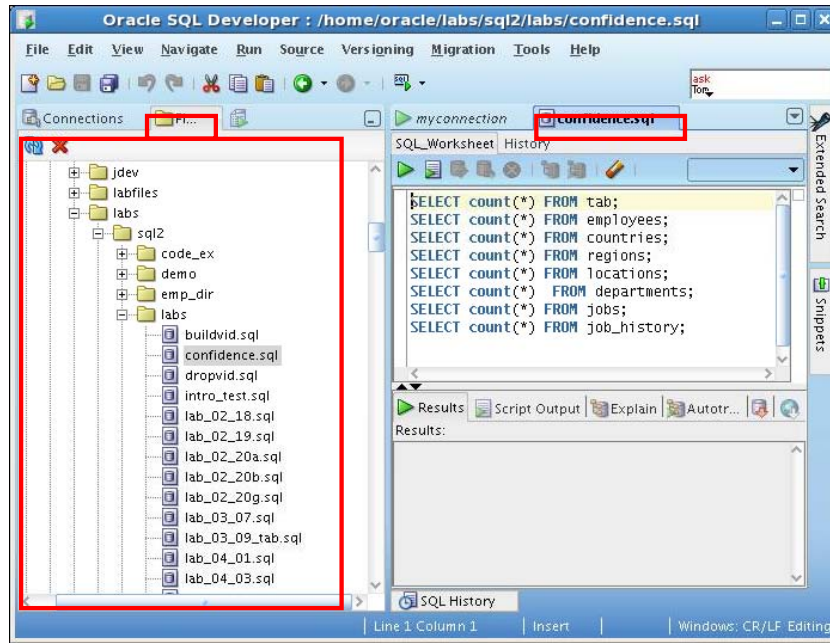 Oracle SQL Developer : /home/oracle/labs/sql2/labs/confidence.sql
File Edit View Navigate Run Source Versioning Migration Tools Help
ask
Tom
Connections Fi...
myconnection confidence.sql
SQL_Worksheet History
jdev
labfiles
labs
sql2
code_ex
demo
emp_dir
labs
buildvid.sql
confidence.sql
dropvid.sql
intro_test.sql
lab_02_18.sql
lab_02_19.sql
lab_02_20a.sql
lab_02_20b.sql
lab_02_20g.sql
lab_03_07.sql
lab_03_09_tab.sql
lab_04_01.sql
lab_04_03.sql
SELECT count(*) FROM tab;
SELECT count(*) FROM employees;
SELECT count(*) FROM countries;
SELECT count(*) FROM regions;
SELECT count(*) FROM locations;
SELECT count(*)  FROM departments;
SELECT count(*) FROM jobs;
SELECT count(*) FROM job_history;
Results Script Output Explain Autotr...
Results:
SQL History
Extended Search
Snippets
Line 1 Column 1 Insert Windows: CR/LF Editing